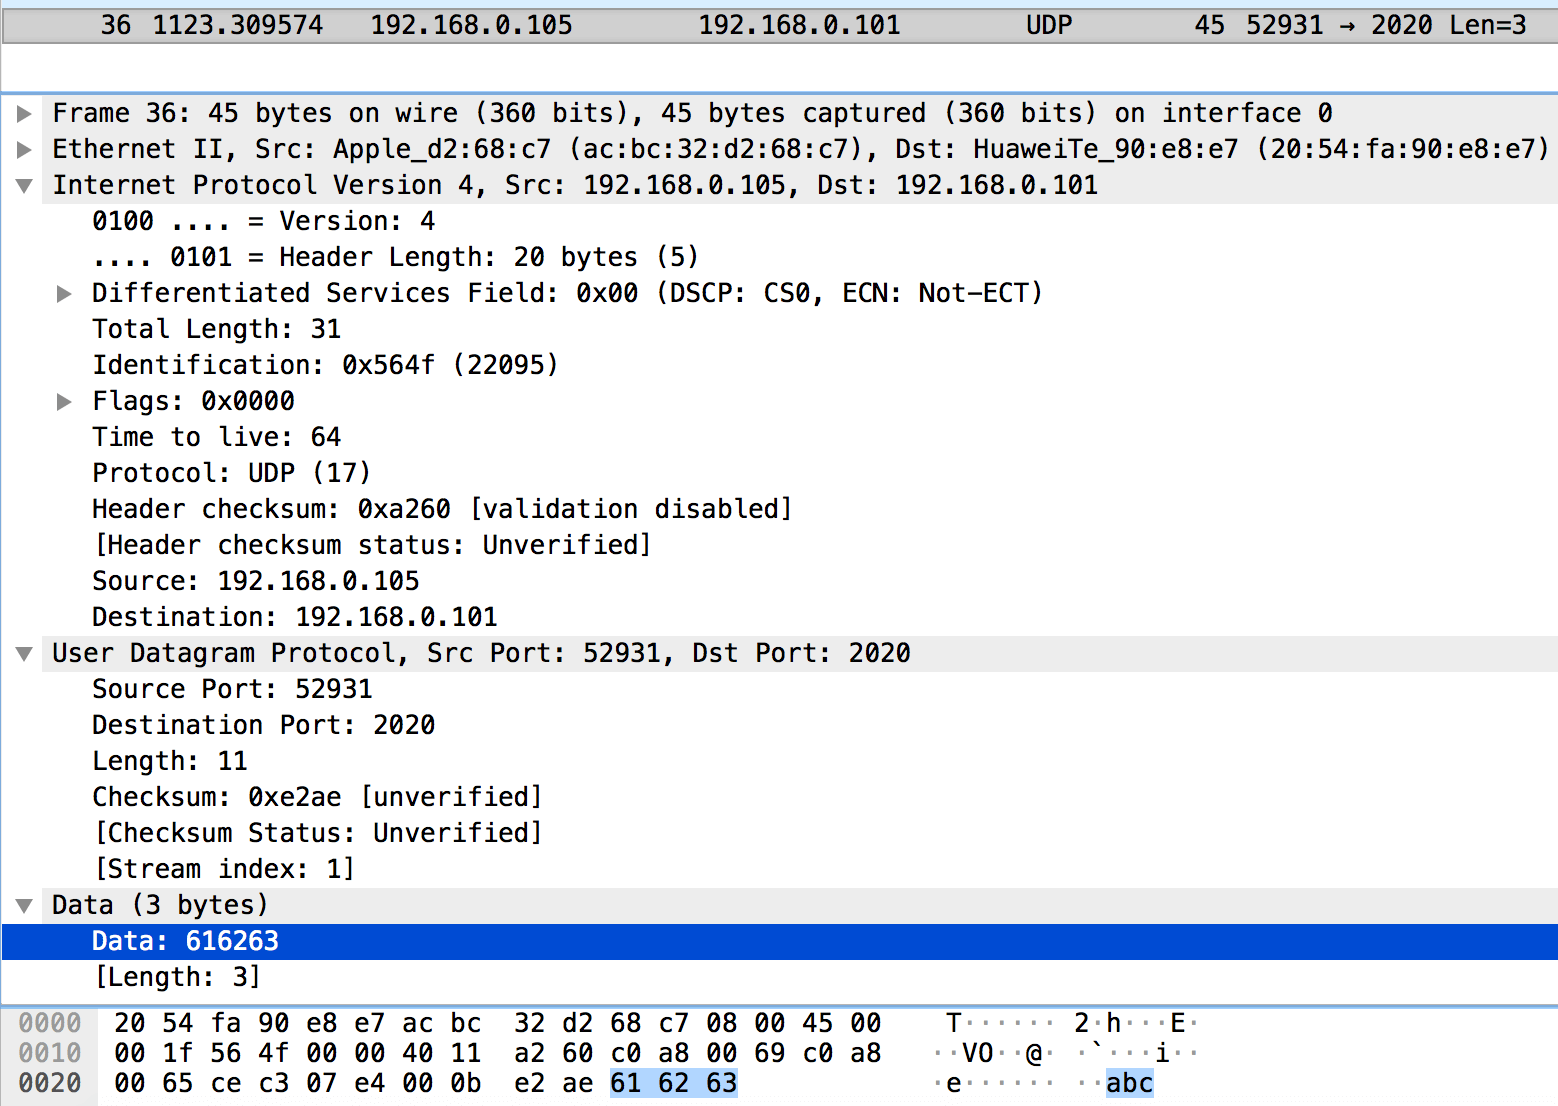 36 1123.309574 192.168.0.105 192.168.0.101 UDP 45 52931 → 2020 Len=3
Frame 36: 45 bytes on wire (360 bits), 45 bytes captured (360 bits) on interface 0
Ethernet II, Src: Apple_d2:68:c7 (ac:bc:32:d2:68:c7), Dst: HuaweiTe_90:e8:e7 (20:54:fa:90:e8:e7)
Internet Protocol Version 4, Src: 192.168.0.105, Dst: 192.168.0.101
0100 .... = Version: 4
.... 0101 = Header Length: 20 bytes (5)
Differentiated Services Field: 0x00 (DSCP: CS0, ECN: Not-ECT)
Total Length: 31
Identification: 0x564f (22095)
Flags: 0x0000
Time to live: 64
Protocol: UDP (17)
Header checksum: 0xa260 [validation disabled]
[Header checksum status: Unverified]
Source: 192.168.0.105
Destination: 192.168.0.101
User Datagram Protocol, Src Port: 52931, Dst Port: 2020
Source Port: 52931
Destination Port: 2020
Length: 11
Checksum: 0xe2ae [unverified]
[Checksum Status: Unverified]
[Stream index: 1]
Data (3 bytes)
Data: 616263
[Length: 3]
0000 20 54 fa 90 e8 e7 ac bc 32 d2 68 c7 08 00 45 00 T······ 2·h···E·
0010 00 1f 56 4f 00 00 40 11 a2 60 c0 a8 00 69 c0 a8 ··VO··@· ·`···i··
0020 00 65 ce c3 07 e4 00 0b e2 ae 61 62 63 ·e······ ··abc